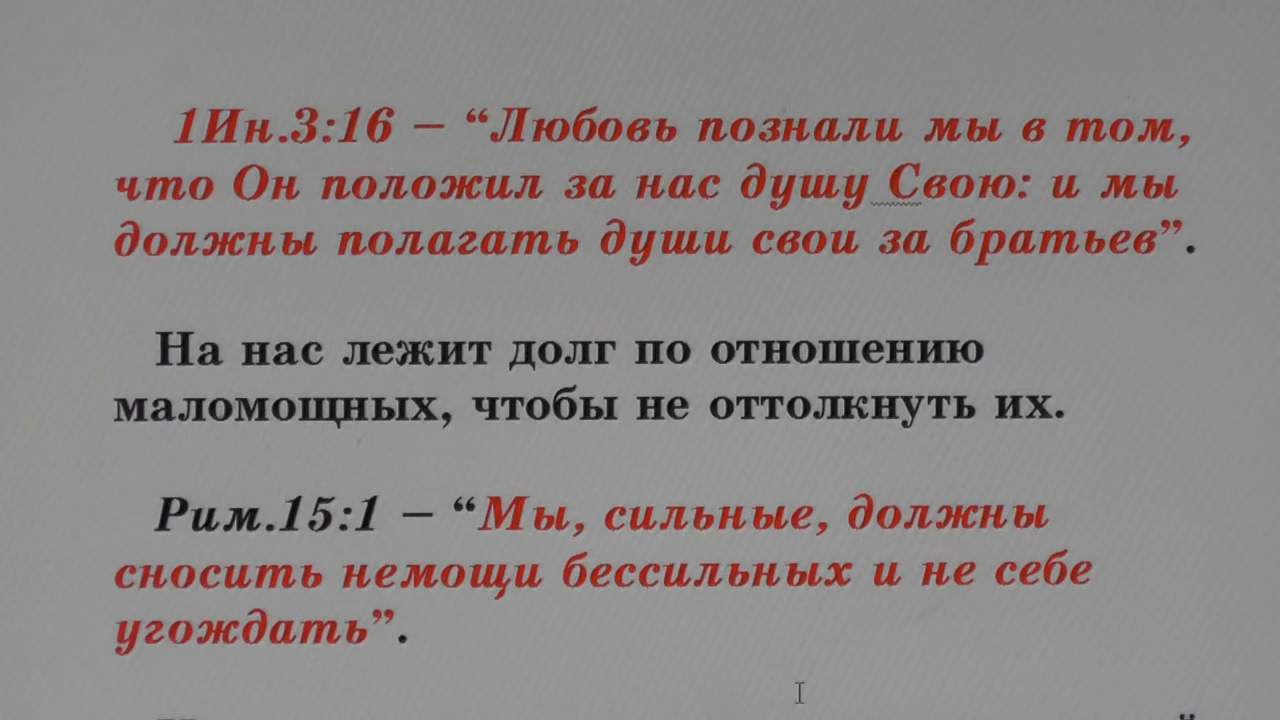 1Ин.3:16 – “Любовь познали мы в том,
что Он положил за нас душу Свою: и мы
должны полагать души свои за братьев”.
На нас лежит долг по отношению
маломощных, чтобы не оттолкнуть их.
Рим.15:1 – “Мы, сильные, должны
сносить немощи бессильных и не себе
угождать”.